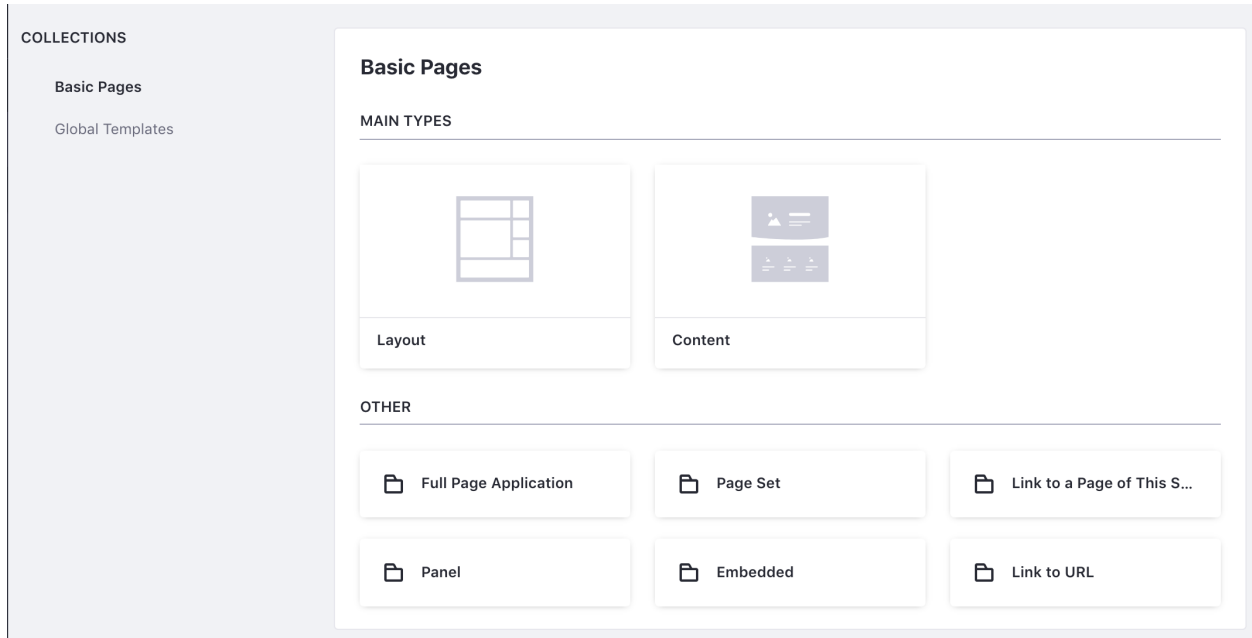 COLLECTIONS
Basic Pages
Global Templates
Basic Pages
MAIN TYPES
Layout
Content
OTHER
Full Page Application
Page Set
Link to a Page of This S...
Panel
Embedded
Link to URL